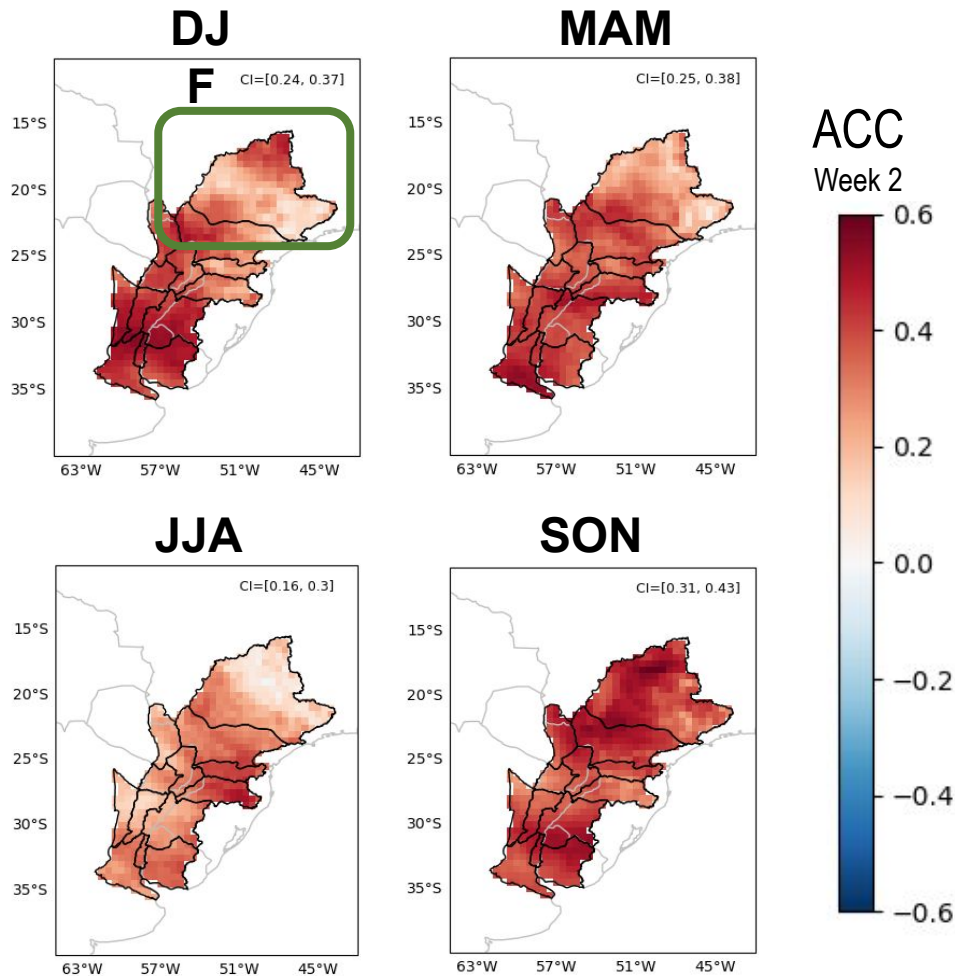 DJ
F
MAM
CI=[0.24, 0.37]
15°S
20°S
25°S
30°S
35°S
63°W 57°W 51°W 45°W
CI=[0.25, 0.38]
15°S
20°S
25°S
30°S
35°S
63°W 57°W 51°W 45°W
ACC
Week 2
0.6
0.4
0.2
0.0
−0.2
−0.4
−0.6
JJA
SON
CI=[0.16, 0.3]
15°S
20°S
25°S
30°S
35°S
63°W 57°W 51°W 45°W
CI=[0.31, 0.43]
15°S
20°S
25°S
30°S
35°S
63°W 57°W 51°W 45°W